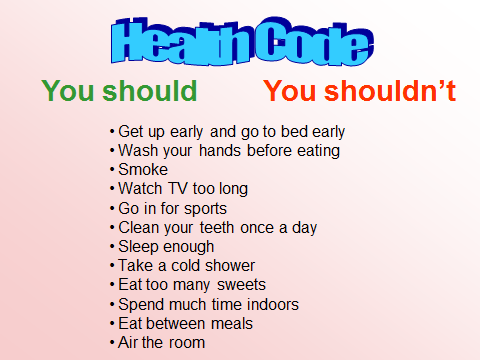 Health Code
You should You shouldn't
• Get up early and go to bed early
• Wash your hands before eating
• Smoke
• Watch TV too long
• Go in for sports
• Clean your teeth once a day
• Sleep enough
• Take a cold shower
• Eat too many sweets
• Spend much time indoors
• Eat between meals
• Air the room